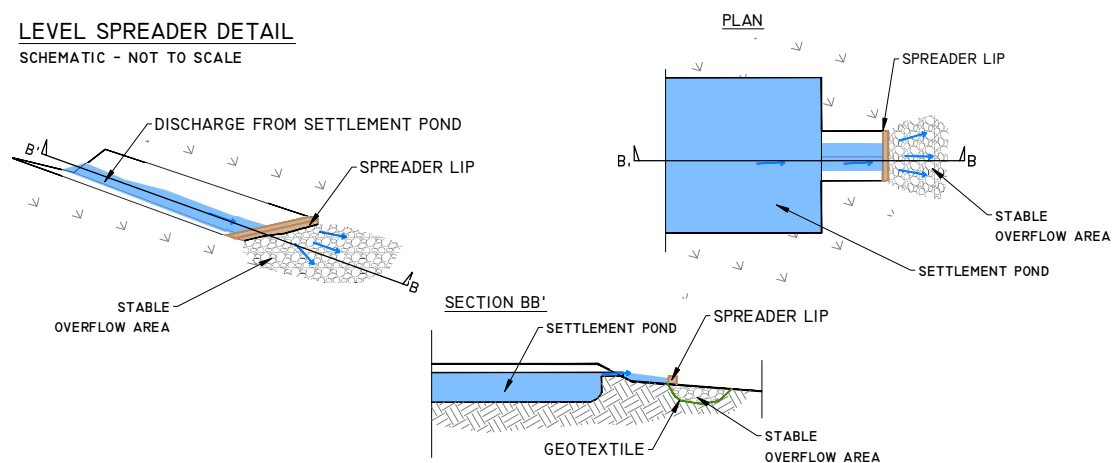 LEVEL SPREADER DETAIL
SCHEMATIC - NOT TO SCALE
DISCHARGE FROM SETTLEMENT POND
B'
SPREADER LIP
B
STABLE
OVERFLOW AREA
PLAN
SPREADER LIP
B,
B
STABLE
OVERFLOW AREA
SETTLEMENT POND
SECTION BB'
SETTLEMENT POND
SPREADER LIP
GEOTEXTILE
STABLE
OVERFLOW AREA